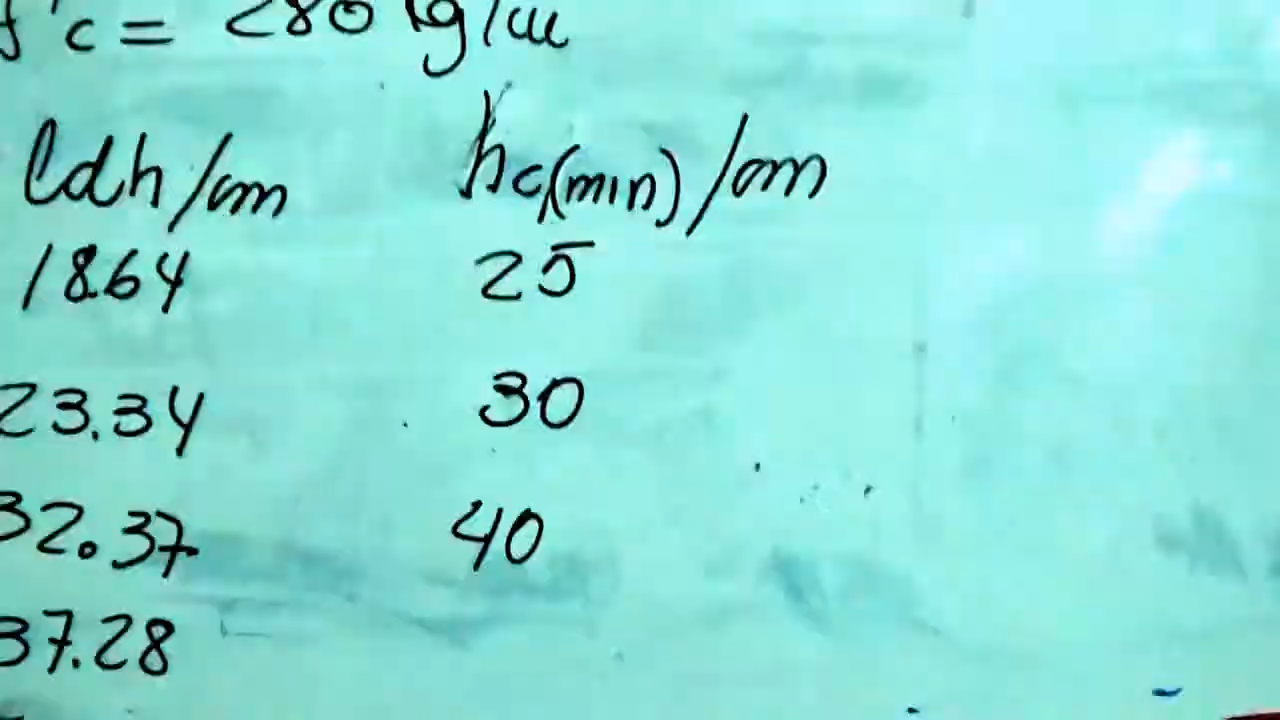 f'c = 280 kg/cm
ldh/cm hc(min)/cm
18.64 25
23.34 30
32.37 40
37.28